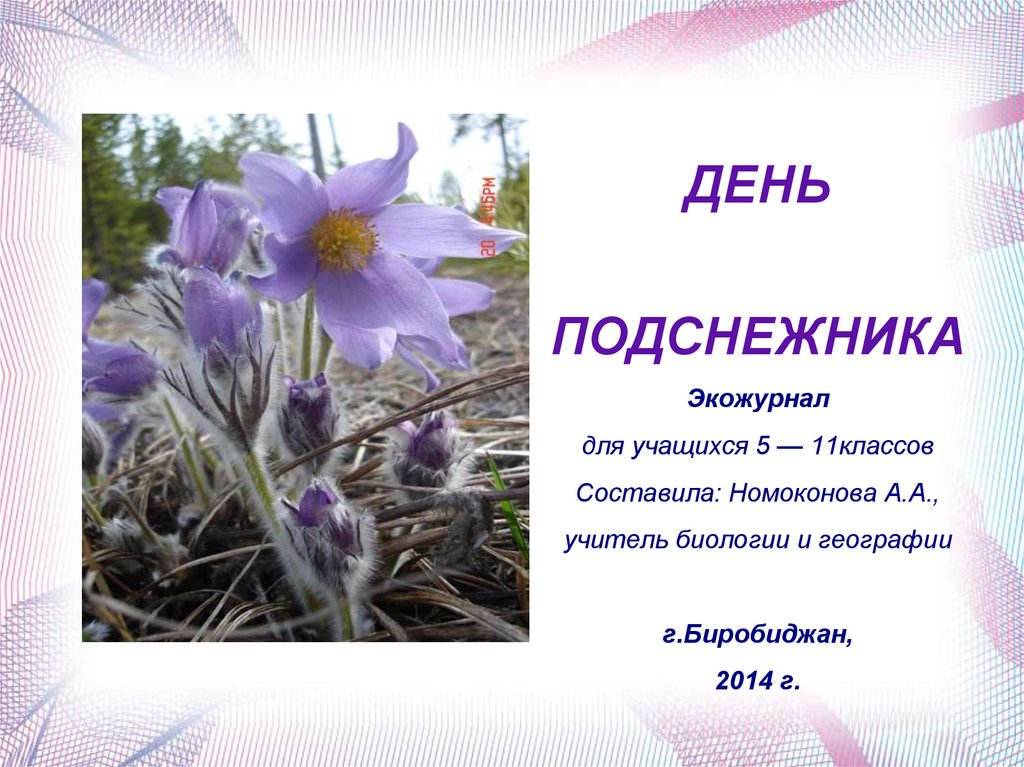 ДЕНЬ
ПОДСНЕЖНИКА
Экожурнал
для учащихся 5 — 11классов
Составила: Номоконова А.А.,
учитель биологии и географии
г.Биробиджан,
2014 г.